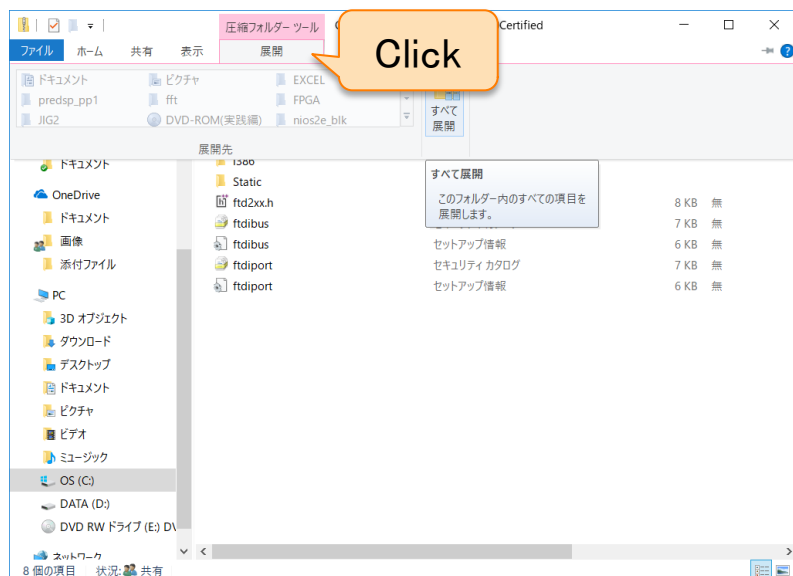 圧縮フォルダー ツール
Certified
ファイル ホーム 共有 表示 展開
Click
ドキュメント ピクチャ EXCEL
predsp_pp1 fft FPGA
JIG2 DVD-ROM(実践編) nios2e_blk
すべて
展開
展開先
ドキュメント
OneDrive
ドキュメント
画像
添付ファイル
PC
3D オブジェクト
ダウンロード
デスクトップ
ドキュメント
ピクチャ
ビデオ
ミュージック
OS (C:)
DATA (D:)
DVD RW ドライブ (E:)
ネットワーク
i386
Static
ftd2xx.h 8 KB 無
ftdibus 7 KB 無
ftdibus セットアップ情報 6 KB 無
ftdiport セキュリティ カタログ 7 KB 無
ftdiport セットアップ情報 6 KB 無
すべて展開
このフォルダー内のすべての項目を
展開します。
8 個の項目 状況: 共有